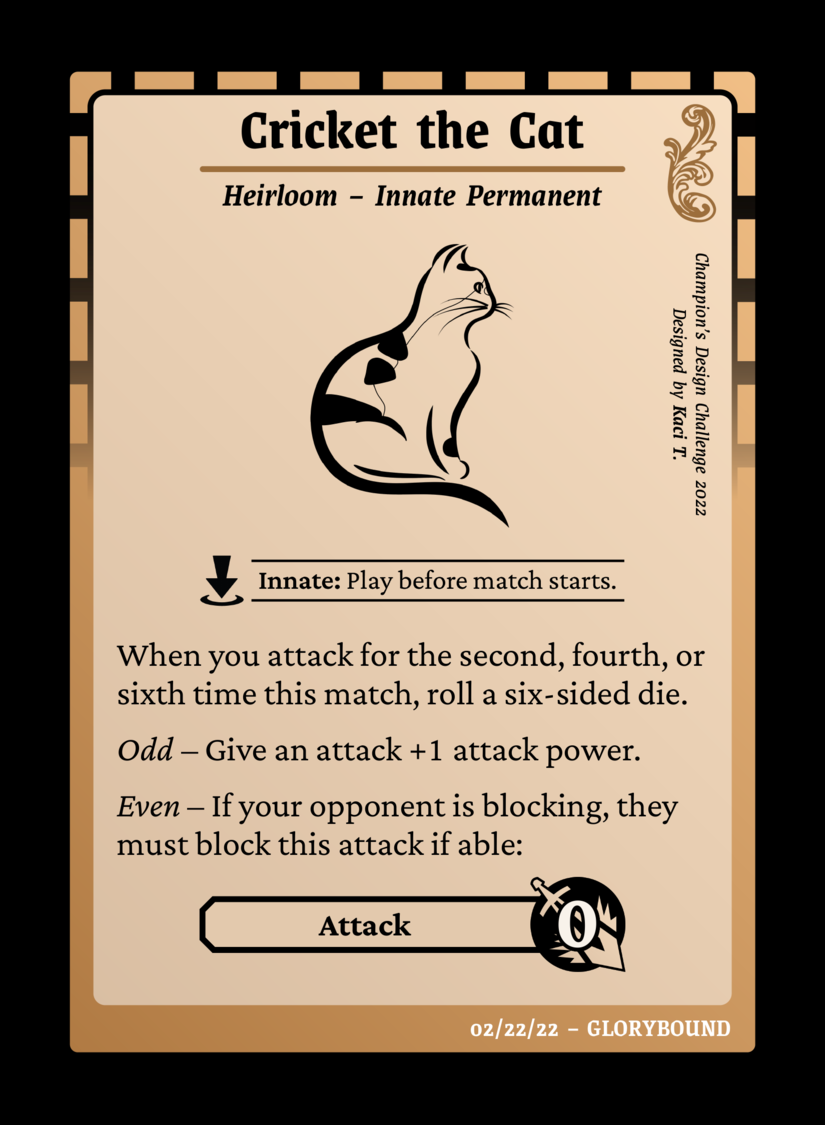 Cricket the Cat
Heirloom – Innate Permanent
Champion's Design Challenge 2022
Designed by Kaci T.
Innate: Play before match starts.
When you attack for the second, fourth, or
sixth time this match, roll a six-sided die.
Odd – Give an attack +1 attack power.
Even – If your opponent is blocking, they
must block this attack if able:
Attack
0
02/22/22 – GLORYBOUND